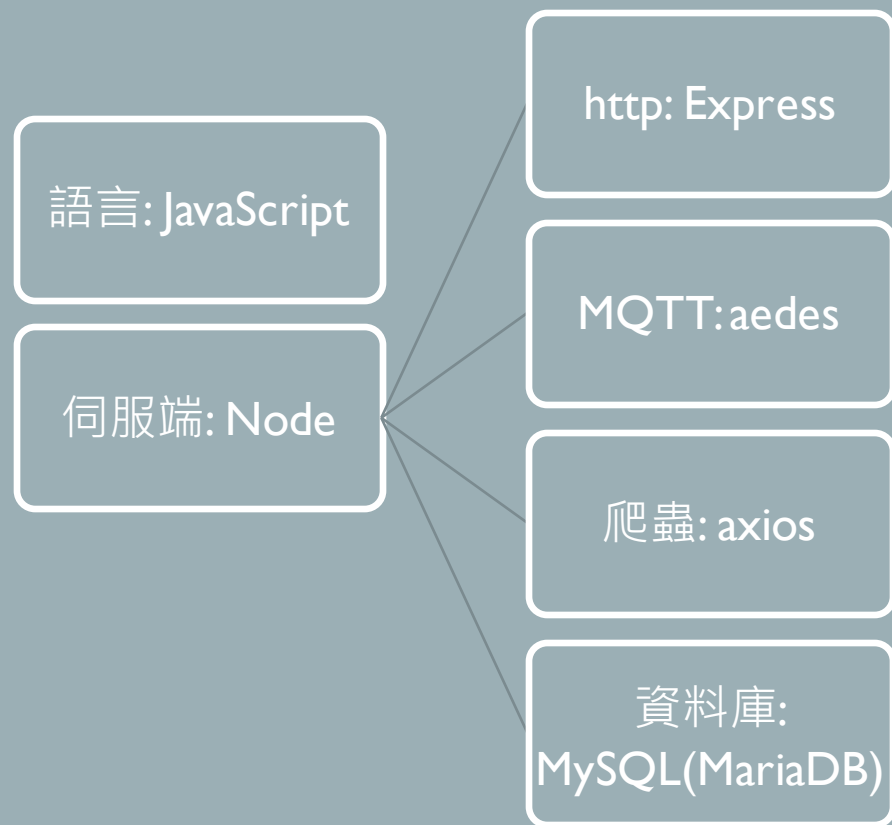 語言: JavaScript
伺服端: Node
http: Express
MQTT: aedes
爬蟲: axios
資料庫:
MySQL(MariaDB)